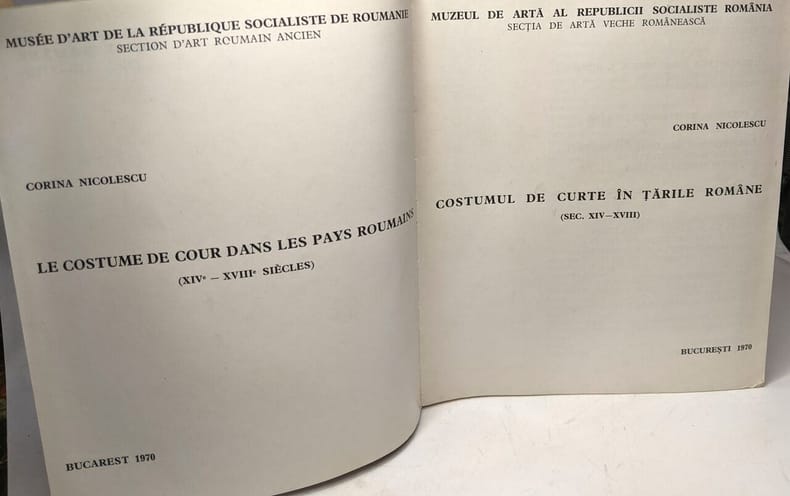 MUSÉE D'ART DE LA RÉPUBLIQUE SOCIALISTE DE ROUMANIE
SECTION D'ART ROUMAIN ANCIEN
CORINA NICOLESCU
LE COSTUME DE COUR DANS LES PAYS ROUMAINS
(XIVᵉ — XVIIIᵉ SIÈCLES)
BUCAREST 1970
MUZEUL DE ARTĂ AL REPUBLICII SOCIALISTE ROMÂNIA
SECȚIA DE ARTĂ VECHE ROMÂNEASCĂ
CORINA NICOLESCU
COSTUMUL DE CURTE ÎN ȚĂRILE ROMÂNE
(SEC. XIV—XVIII)
BUCUREȘTI 1970